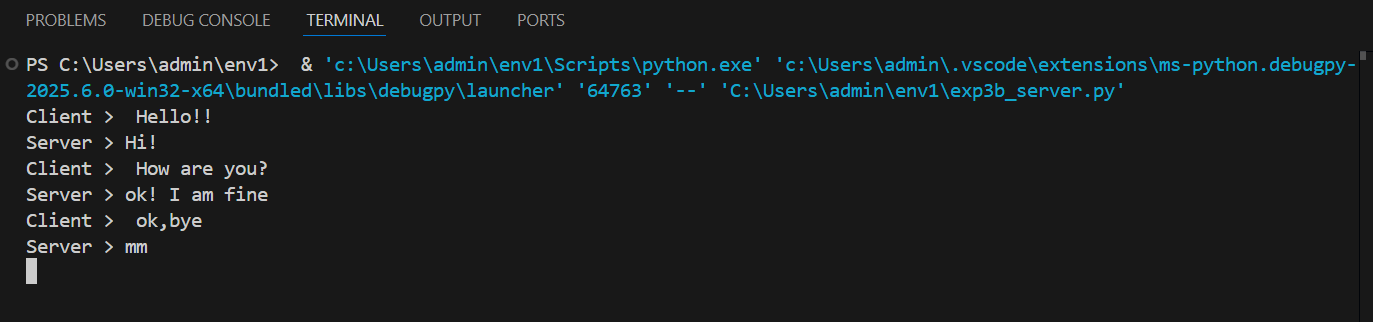 PROBLEMS DEBUG CONSOLE TERMINAL OUTPUT PORTS
PS C:\Users\admin\env1>  & 'c:\Users\admin\env1\Scripts\python.exe' 'c:\Users\admin\.vscode\extensions\ms-python.debugpy-
2025.6.0-win32-x64\bundled\libs\debugpy\launcher' '64763' '--' 'C:\Users\admin\env1\exp3b_server.py'
Client >  Hello!!
Server > Hi!
Client >  How are you?
Server > ok! I am fine
Client >  ok,bye
Server > mm